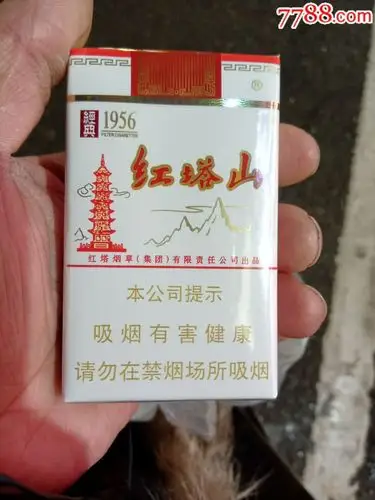 7788.com
®
經典
1956
FILTER CIGARETTES
红塔山
红塔烟草(集团)有限责任公司出品
本公司提示
吸烟有害健康
请勿在禁烟场所吸烟